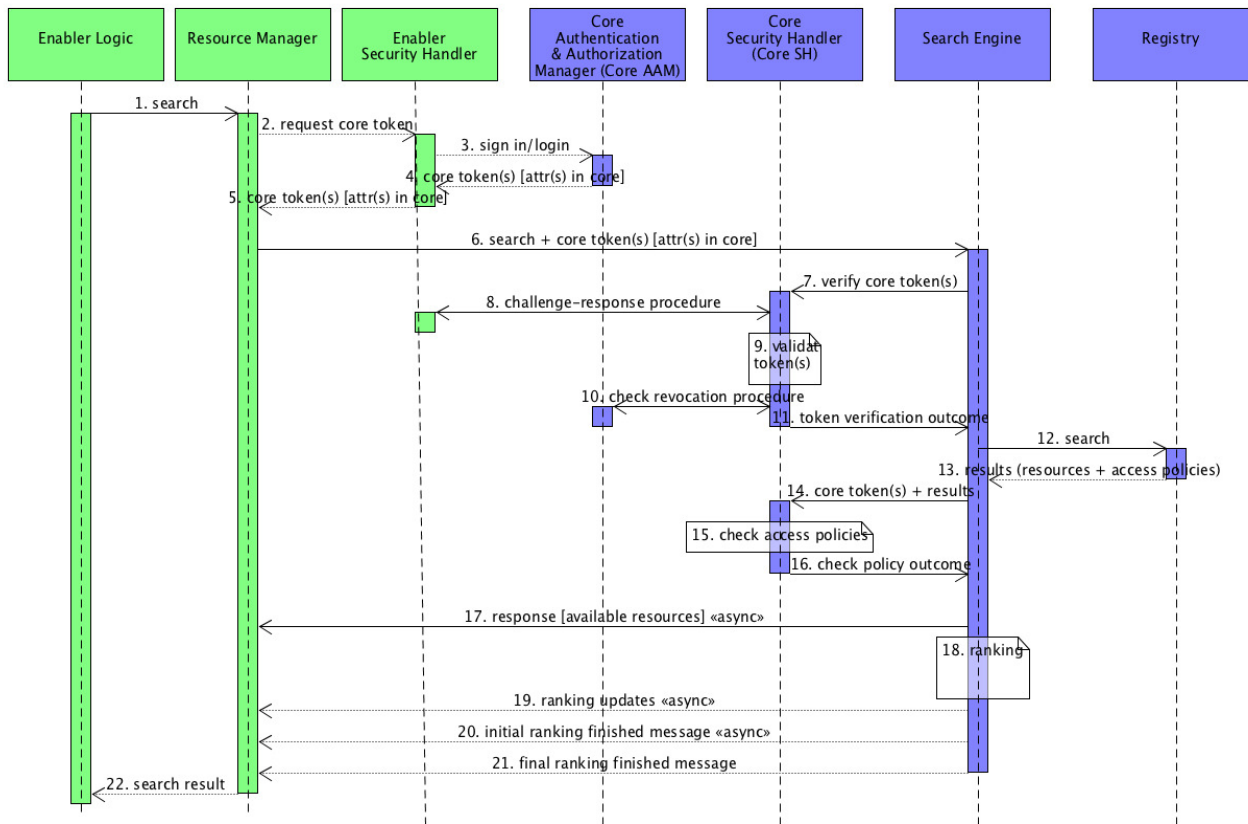 Enabler Logic
Resource Manager
Enabler
Security Handler
Core
Authentication
& Authorization
Manager (Core AAM)
Core
Security Handler
(Core SH)
Search Engine
Registry
1. search
2. request core token
3. sign in/login
4. core token(s) [attr(s) in core]
5. core token(s) [attr(s) in core]
6. search + core token(s) [attr(s) in core]
7. verify core token(s)
8. challenge-response procedure
9. validat
token(s)
10. check revocation procedure
11. token verification outcome
12. search
13. results (resources + access policies)
14. core token(s) + results
15. check access policies
16. check policy outcome
17. response [available resources] «async»
18. ranking
19. ranking updates «async»
20. initial ranking finished message «async»
21. final ranking finished message
22. search result